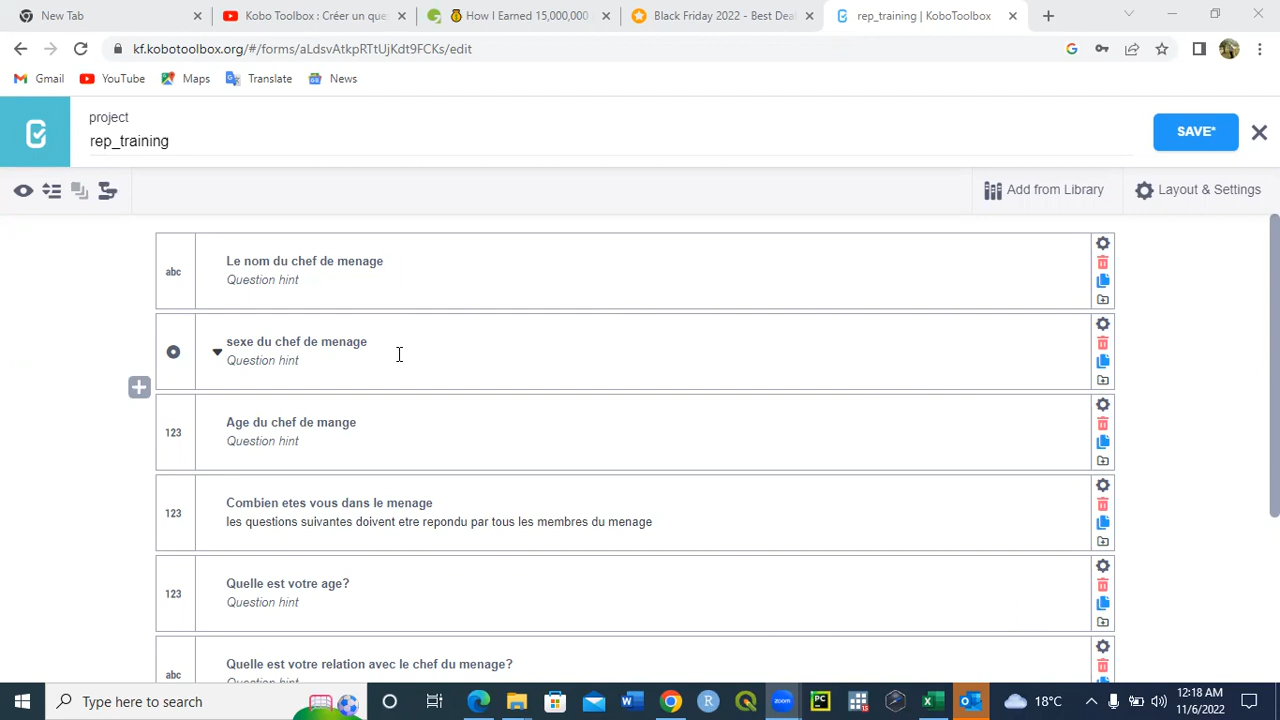 New Tab
Kobo Toolbox : Créer un que
How I Earned 15,000,000
Black Friday 2022 - Best Deal
rep_training | KoboToolbox
kf.kobotoolbox.org/#/forms/aLdsvAtkpRTtUjKdt9FCKs/edit
Gmail
YouTube
Maps
Translate
News
project
rep_training
SAVE*
Add from Library
Layout & Settings
abc
Le nom du chef de menage
Question hint
sexe du chef de menage
Question hint
123
Age du chef de mange
Question hint
123
Combien etes vous dans le menage
les questions suivantes doivent etre repondu par tous les membres du menage
123
Quelle est votre age?
Question hint
abc
Quelle est votre relation avec le chef du menage?
Question hint
Type here to search
zoom
18°C
12:18 AM
11/6/2022